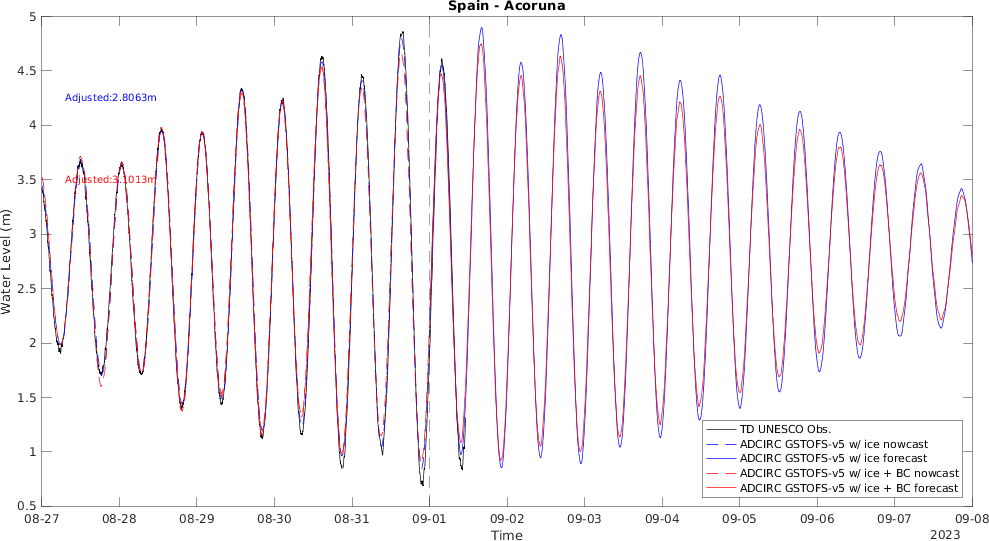 Spain - Acoruna
Water Level (m)
5
4.5
4
3.5
3
2.5
2
1.5
1
0.5
Adjusted:2.8063m
Adjusted:3.1013m
TD UNESCO Obs.
ADCIRC GSTOFS-v5 w/ ice nowcast
ADCIRC GSTOFS-v5 w/ ice forecast
ADCIRC GSTOFS-v5 w/ ice + BC nowcast
ADCIRC GSTOFS-v5 w/ ice + BC forecast
08-27 08-28 08-29 08-30 08-31 09-01 09-02 09-03 09-04 09-05 09-06 09-07 09-08
Time
2023